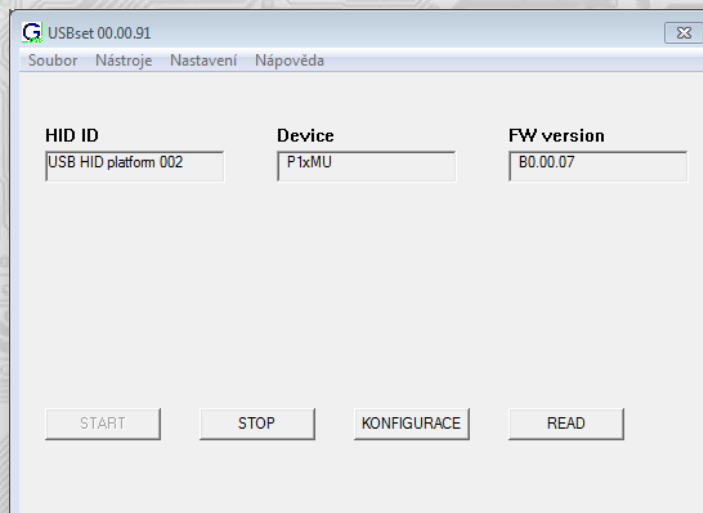 USBset 00.00.91
Soubor Nástroje Nastavení Nápověda
HID ID Device FW version
USB HID platform 002 P1xMU B0.00.07
START STOP KONFIGURACE READ